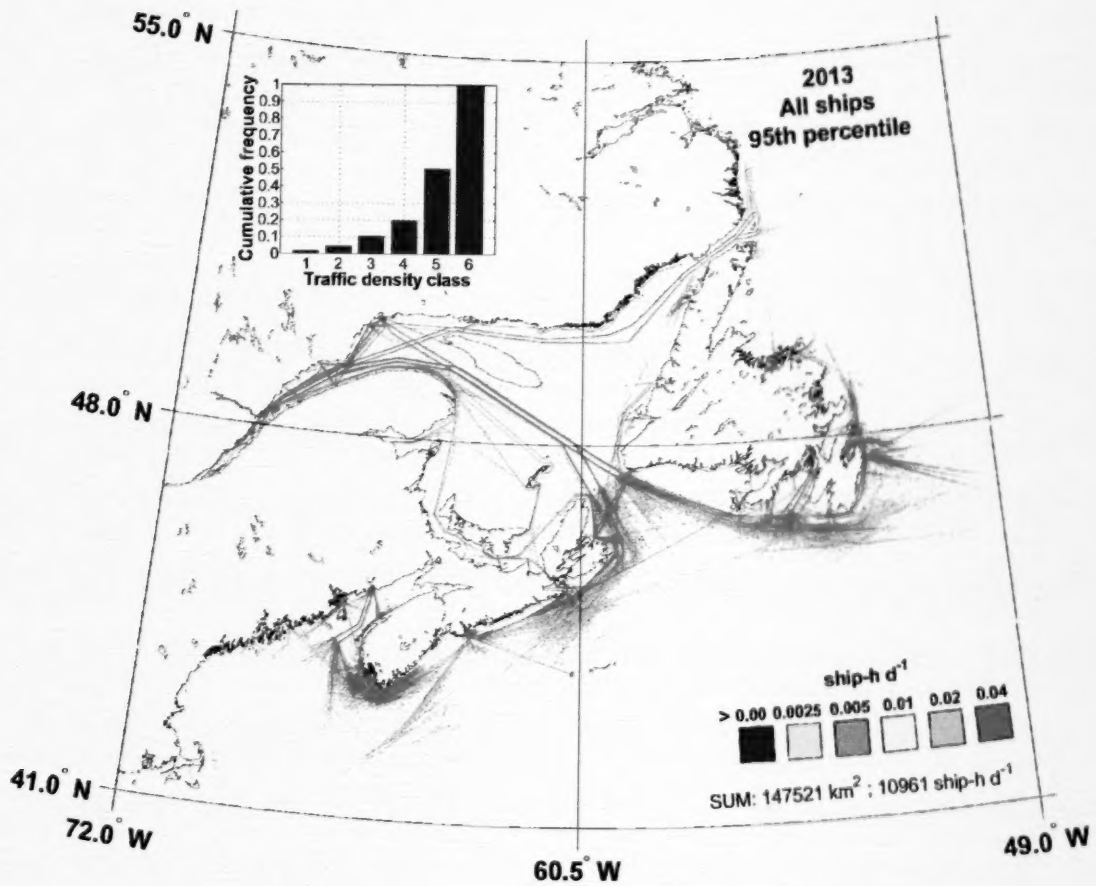 55.0° N
2013
All ships
95th percentile
Cumulative frequency
1
0.9
0.8
0.7
0.6
0.5
0.4
0.3
0.2
0.1
0
1 2 3 4 5 6
Traffic density class
48.0° N
ship-h d⁻¹
> 0.00 0.0025 0.005 0.01 0.02 0.04
SUM: 147521 km² ; 10961 ship-h d⁻¹
41.0° N
72.0° W
60.5° W
49.0° W